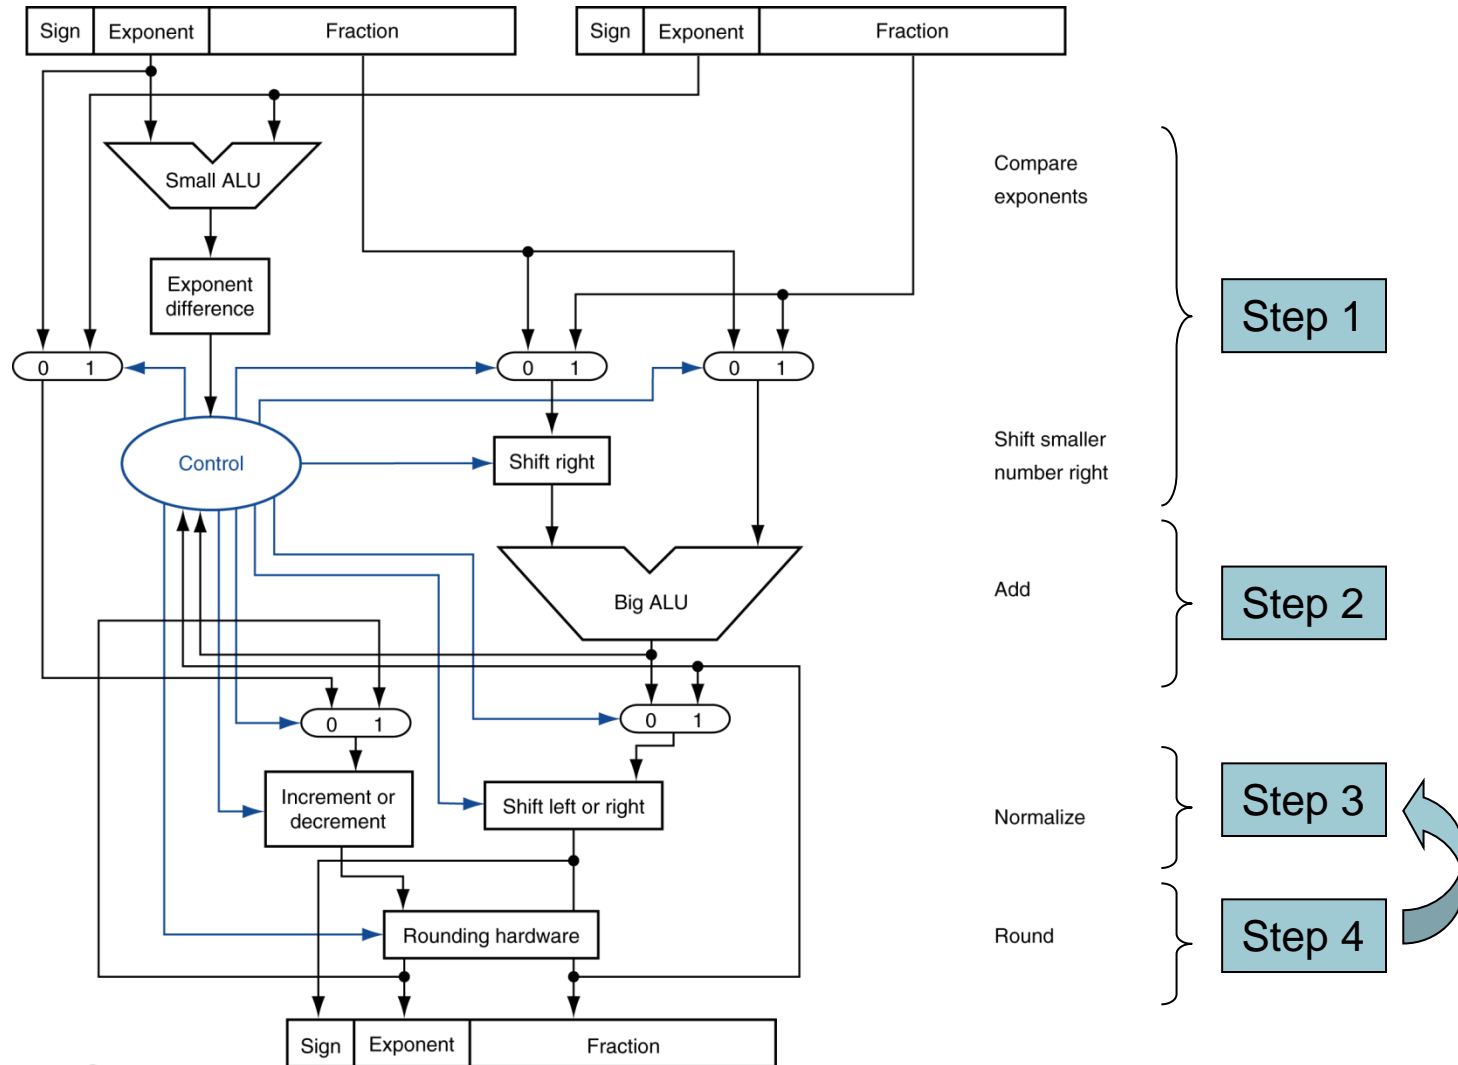 Sign Exponent Fraction Sign Exponent Fraction
Small ALU
Compare
exponents
Exponent
difference
Step 1
0 1 0 1 0 1
Control
Shift right
Shift smaller
number right
Big ALU
Add
Step 2
0 1 0 1
Increment or
decrement
Shift left or right
Normalize
Step 3
Rounding hardware
Round
Step 4
Sign Exponent Fraction